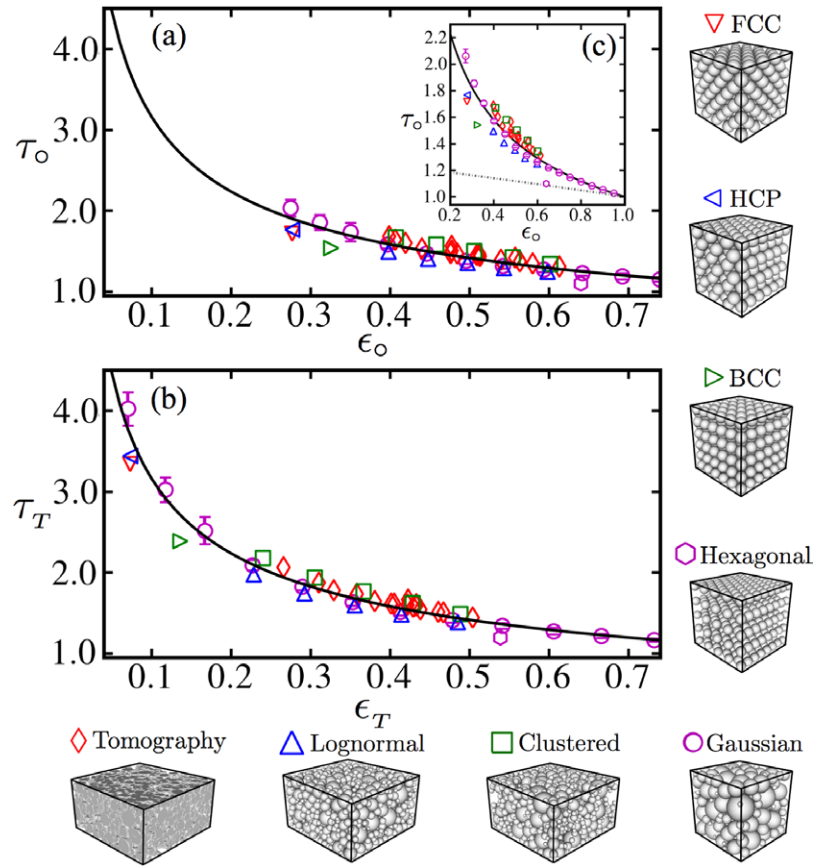 (a)
(c)
τ∘
4.0
3.0
2.0
1.0
0.1 0.2 0.3 0.4 0.5 0.6 0.7
ϵ∘
τ∘
2.2
2.0
1.8
1.6
1.4
1.2
1.0
0.2 0.4 0.6 0.8 1.0
ϵ∘
FCC
HCP
(b)
τT
4.0
3.0
2.0
1.0
0.1 0.2 0.3 0.4 0.5 0.6 0.7
ϵT
BCC
Hexagonal
Tomography Lognormal Clustered Gaussian